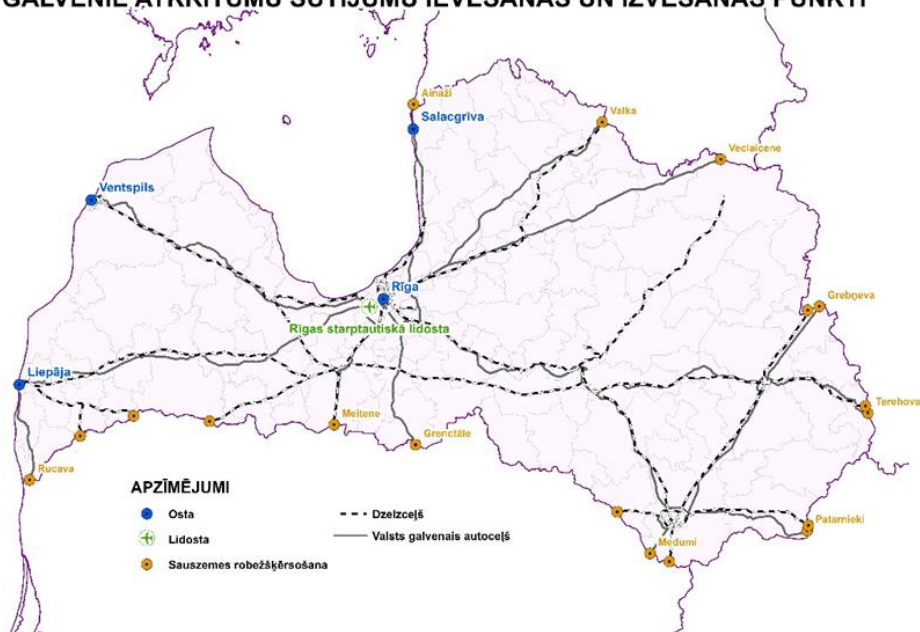 GALVENIE ATKRITUMU SŪTĪJUMU IEVEŠANAS UN IZVEŠANAS PUNKTI
Ainaži
Salacgrīva
Valka
Veclaicene
Ventspils
Rīga
Rīgas starptautiskā lidosta
Grebņeva
Liepāja
Terehova
Meitene
Grenctāle
Rucava
Patarnieki
Medumi
APZĪMĒJUMI
Osta
Lidosta
Sauszemes robežšķērsošana
Dzelzceļš
Valsts galvenais autoceļš